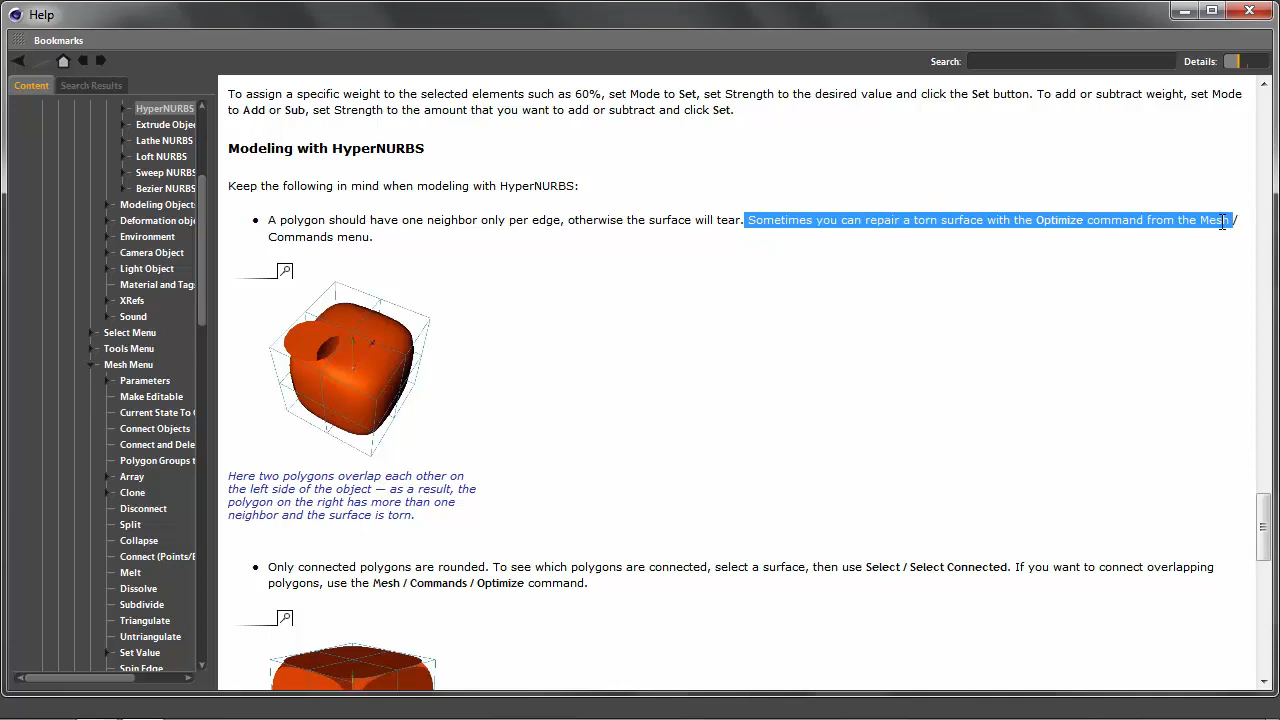 Help
Bookmarks
Search:
Details:
Content
Search Results
HyperNURBS
Extrude Objec
Lathe NURBS
Loft NURBS
Sweep NURBS
Bezier NURBS
Modeling Objects
Deformation obje
Environment
Camera Object
Light Object
Material and Tags
XRefs
Sound
Select Menu
Tools Menu
Mesh Menu
Parameters
Make Editable
Current State To O
Connect Objects
Connect and Dele
Polygon Groups t
Array
Clone
Disconnect
Split
Collapse
Connect (Points/E
Melt
Dissolve
Subdivide
Triangulate
Untriangulate
Set Value
Spin Edge
To assign a specific weight to the selected elements such as 60%, set Mode to Set, set Strength to the desired value and click the Set button. To add or subtract weight, set Mode
to Add or Sub, set Strength to the amount that you want to add or subtract and click Set.
Modeling with HyperNURBS
Keep the following in mind when modeling with HyperNURBS:
• A polygon should have one neighbor only per edge, otherwise the surface will tear. Sometimes you can repair a torn surface with the Optimize command from the Mesh /
Commands menu.
Here two polygons overlap each other on
the left side of the object — as a result, the
polygon on the right has more than one
neighbor and the surface is torn.
• Only connected polygons are rounded. To see which polygons are connected, select a surface, then use Select / Select Connected. If you want to connect overlapping
polygons, use the Mesh / Commands / Optimize command.